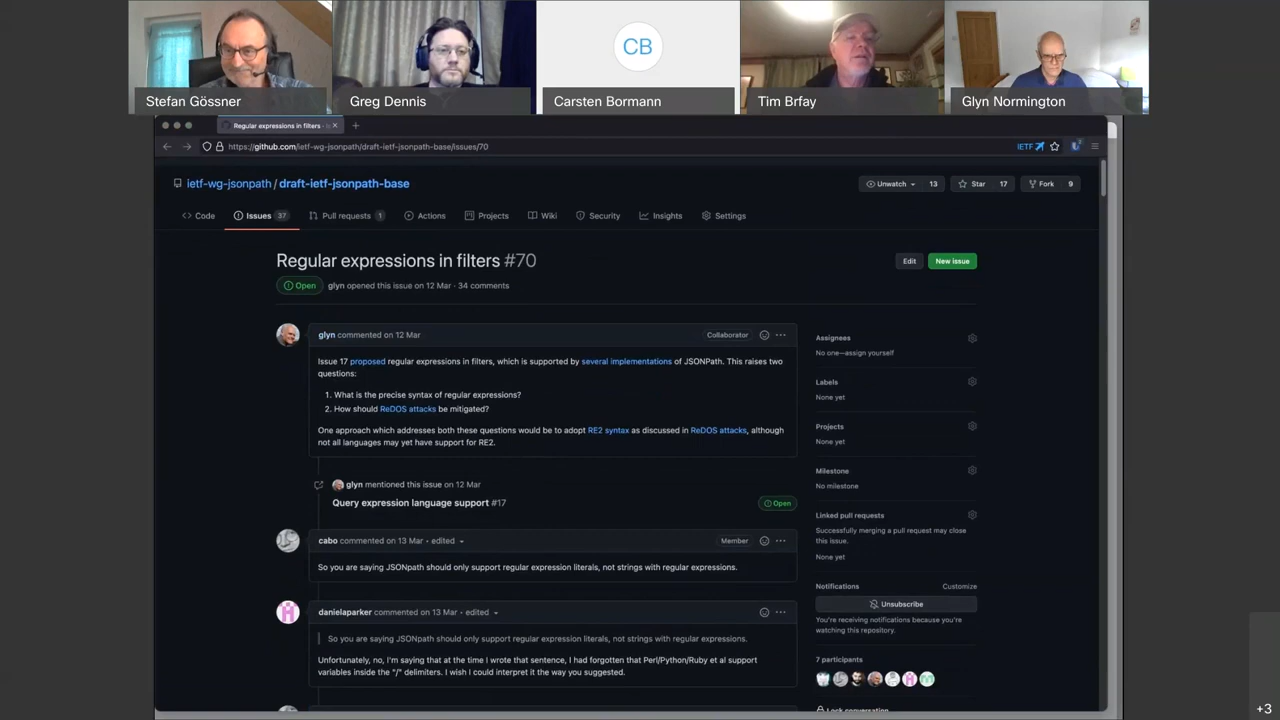 Stefan Gössner
Greg Dennis
CB
Carsten Bormann
Tim Brfay
Glyn Normington
Regular expressions in filters
https://github.com/ietf-wg-jsonpath/draft-ietf-jsonpath-base/issues/70
IETF
ietf-wg-jsonpath / draft-ietf-jsonpath-base
Unwatch 13
Star 17
Fork 9
Code
Issues 37
Pull requests 1
Actions
Projects
Wiki
Security
Insights
Settings
Regular expressions in filters #70
Edit
New issue
Open
glyn opened this issue on 12 Mar · 34 comments
glyn commented on 12 Mar
Collaborator
Issue 17 proposed regular expressions in filters, which is supported by several implementations of JSONPath. This raises two
questions:
1. What is the precise syntax of regular expressions?
2. How should ReDOS attacks be mitigated?
One approach which addresses both these questions would be to adopt RE2 syntax as discussed in ReDOS attacks, although
not all languages may yet have support for RE2.
glyn mentioned this issue on 12 Mar
Query expression language support #17
Open
cabo commented on 13 Mar · edited
Member
So you are saying JSONpath should only support regular expression literals, not strings with regular expressions.
danielaparker commented on 13 Mar · edited
So you are saying JSONpath should only support regular expression literals, not strings with regular expressions.
Unfortunately, no, I'm saying that at the time I wrote that sentence, I had forgotten that Perl/Python/Ruby et al support
variables inside the "/" delimiters. I wish I could interpret it the way you suggested.
Assignees
No one—assign yourself
Labels
None yet
Projects
None yet
Milestone
No milestone
Linked pull requests
Successfully merging a pull request may close
this issue.
None yet
Notifications
Customize
Unsubscribe
You're receiving notifications because you're
watching this repository.
7 participants
Lock conversation
+3